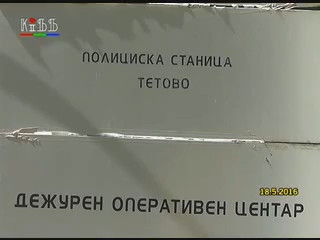 ПОЛИЦИСКА СТАНИЦА
ТЕТОВО
18.5.2016
ДЕЖУРЕН ОПЕРАТИВЕН ЦЕНТАР